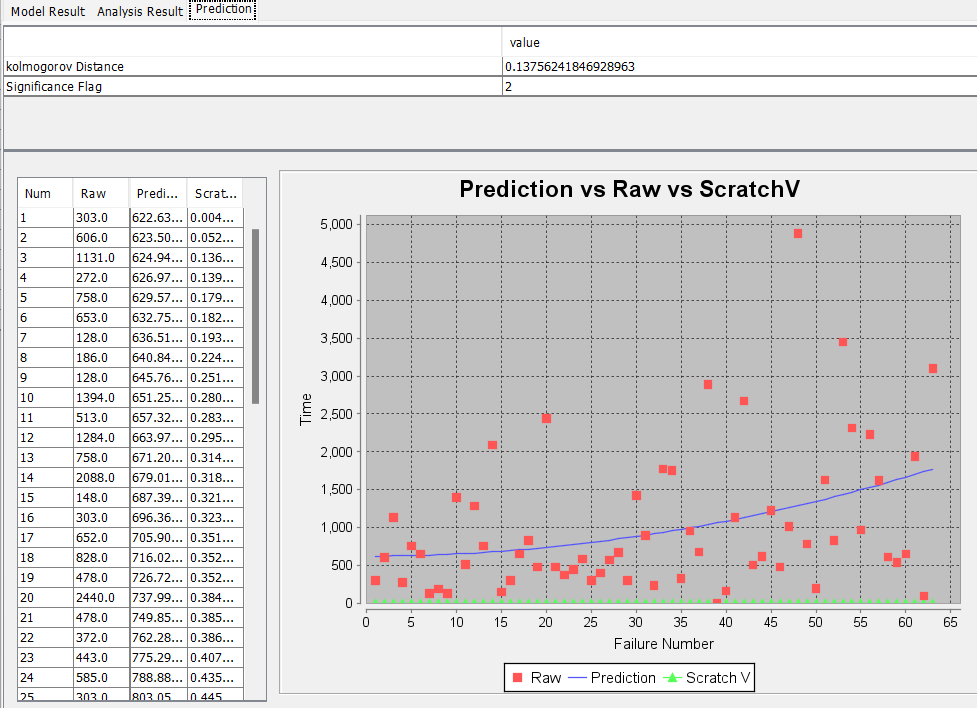 Model Result Analysis Result Prediction
value
kolmogorov Distance 0.13756241846928963
Significance Flag 2
Num Raw Predi... Scrat...
1 303.0 622.63... 0.004...
2 606.0 623.50... 0.052...
3 1131.0 624.94... 0.136...
4 272.0 626.97... 0.139...
5 758.0 629.57... 0.179...
6 653.0 632.75... 0.182...
7 128.0 636.51... 0.193...
8 186.0 640.84... 0.224...
9 128.0 645.76... 0.251...
10 1394.0 651.25... 0.280...
11 513.0 657.32... 0.283...
12 1284.0 663.97... 0.295...
13 758.0 671.20... 0.314...
14 2088.0 679.01... 0.318...
15 148.0 687.39... 0.321...
16 303.0 696.36... 0.323...
17 652.0 705.90... 0.351...
18 828.0 716.02... 0.352...
19 478.0 726.72... 0.352...
20 2440.0 737.99... 0.384...
21 478.0 749.85... 0.385...
22 372.0 762.28... 0.386...
23 443.0 775.29... 0.407...
24 585.0 788.88... 0.435...
25 303.0 803.05... 0.445...
Prediction vs Raw vs ScratchV
5,000
4,500
4,000
3,500
3,000
2,500
2,000
1,500
1,000
500
0
Time
0 5 10 15 20 25 30 35 40 45 50 55 60 65
Failure Number
Raw Prediction Scratch V